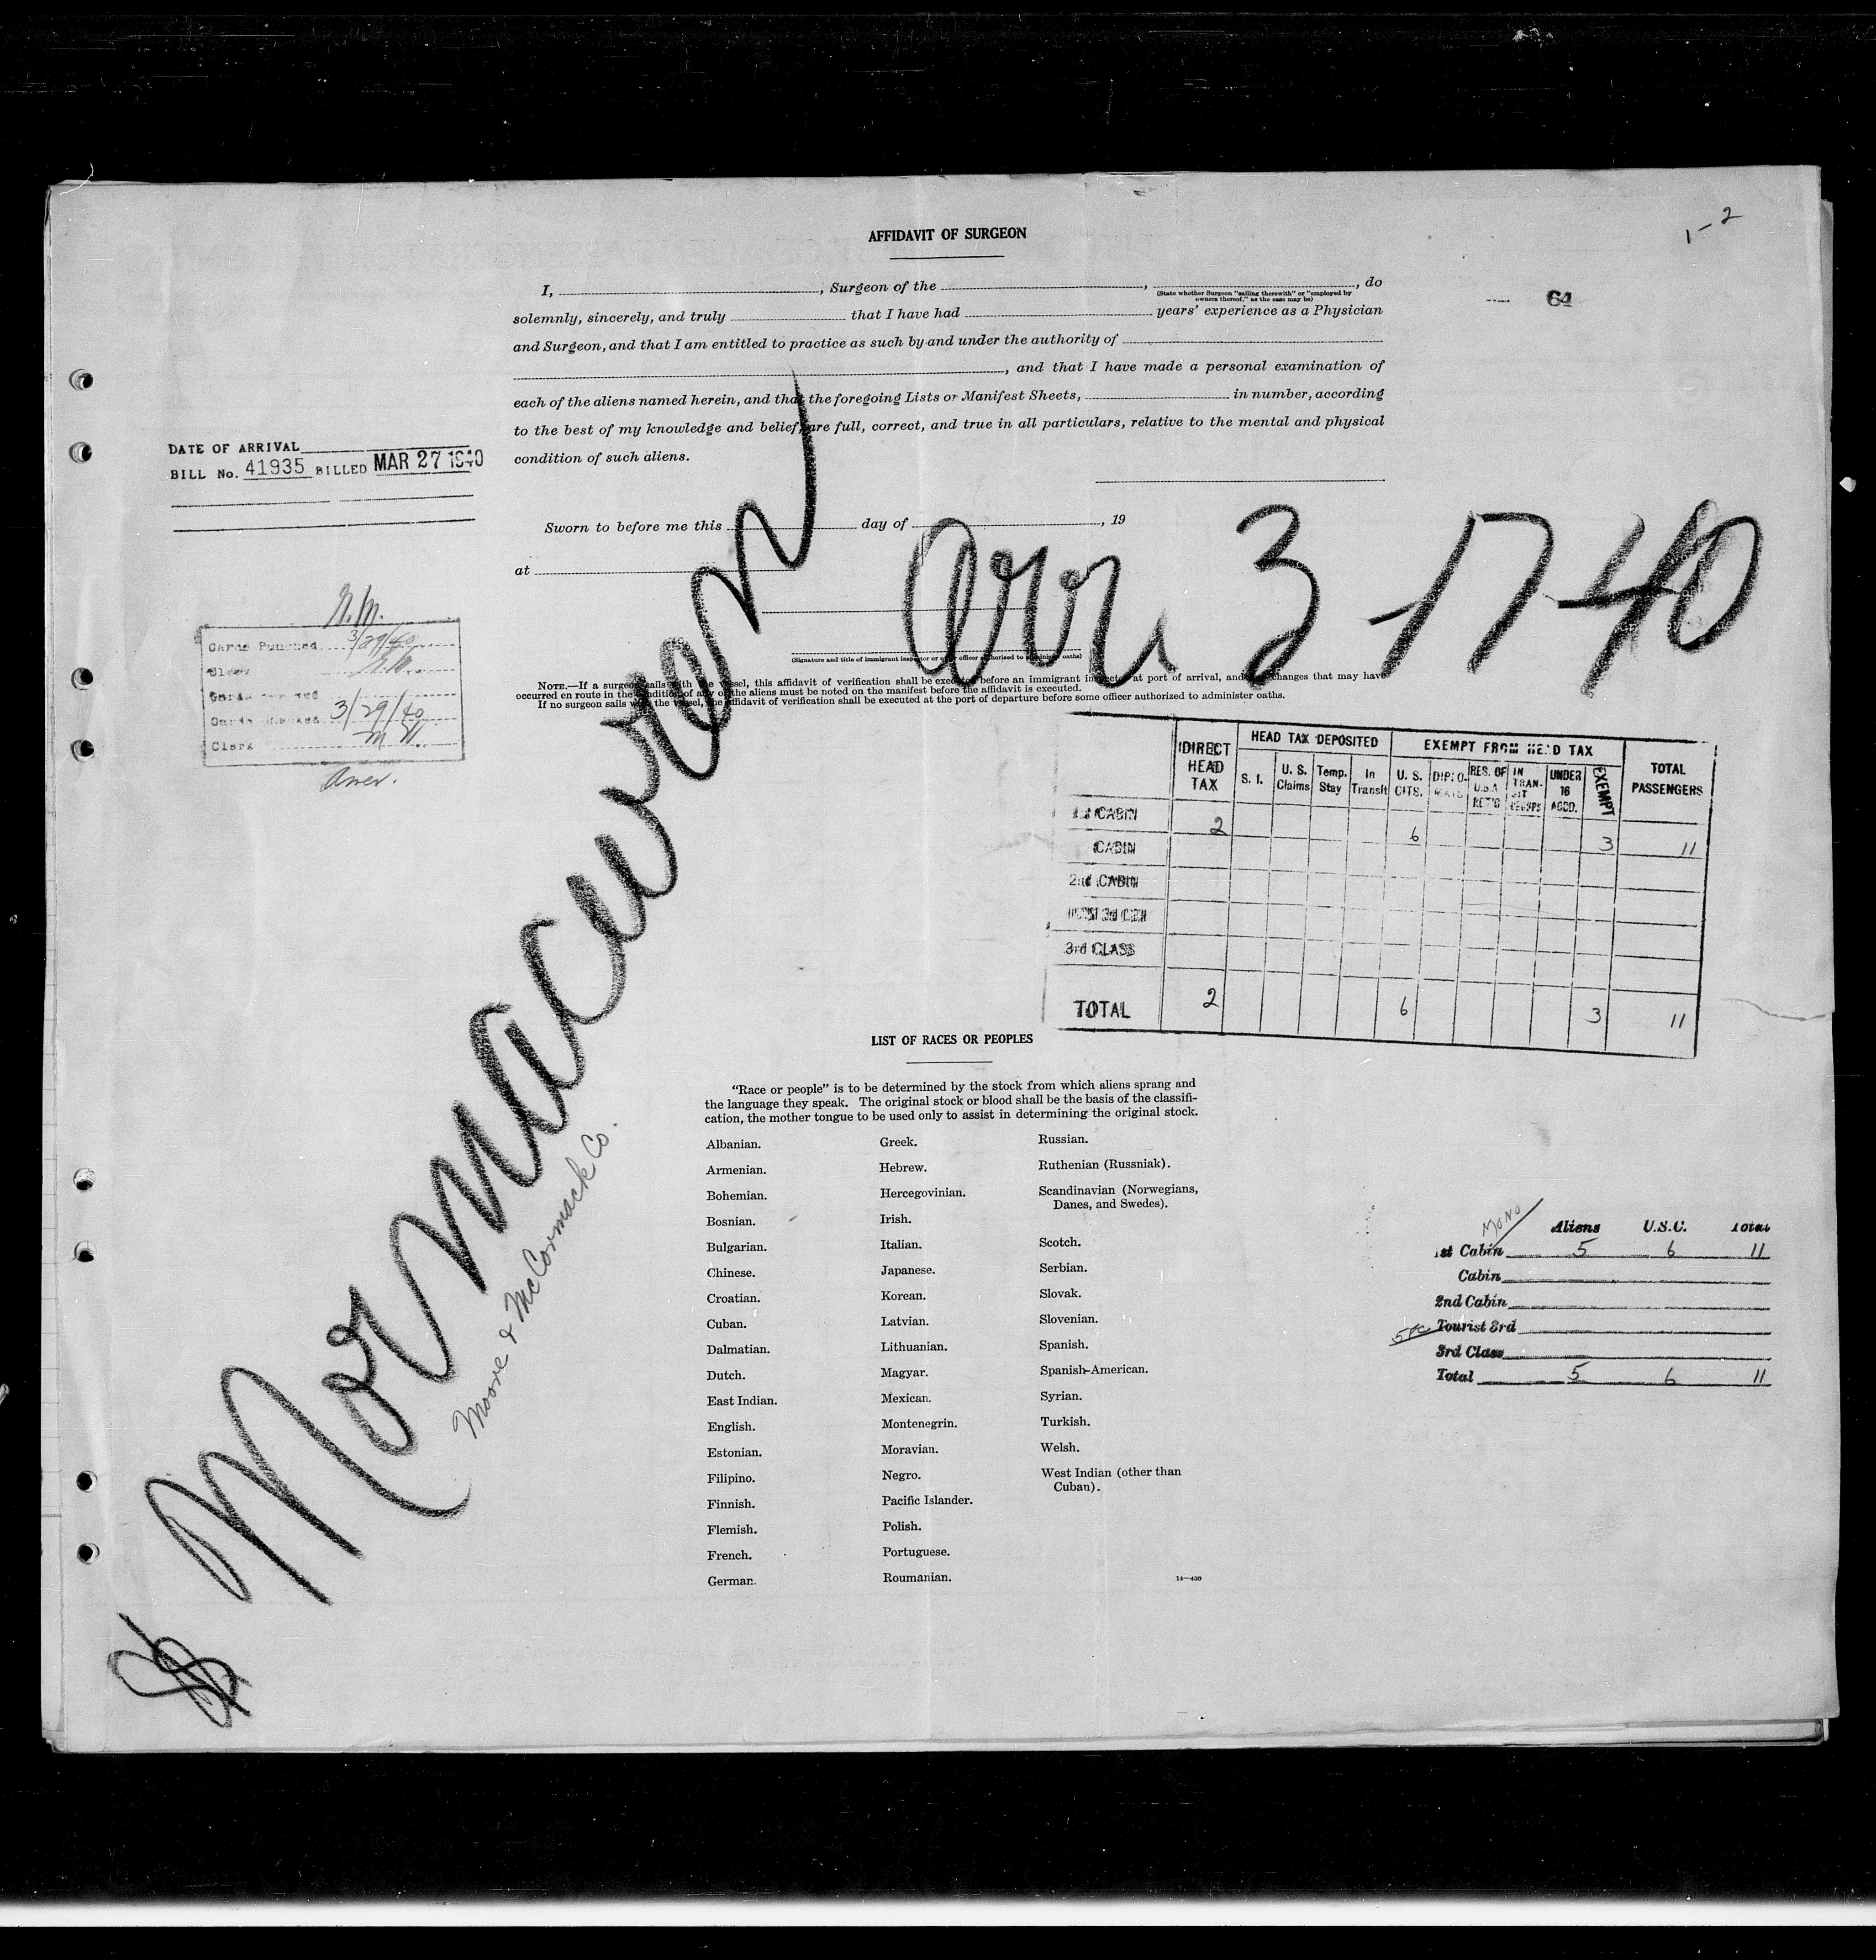 1-2
AFFIDAVIT OF SURGEON
I, , Surgeon of the , , do
(State whether Surgeon "sailing therewith" or "employed by
owners thereof," as the case may be)
64
solemnly, sincerely, and truly that I have had years' experience as a Physician
and Surgeon, and that I am entitled to practice as such by and under the authority of
, and that I have made a personal examination of
each of the aliens named herein, and that the foregoing Lists or Manifest Sheets, in number, according
to the best of my knowledge and belief, are full, correct, and true in all particulars, relative to the mental and physical
condition of such aliens.
DATE OF ARRIVAL
BILL No. 41935 BILLED MAR 27 1940
Sworn to before me this day of , 19
at
Arr 3-17-40
(Signature and title of immigrant inspector or other officer authorized to administer oaths)
NOTE.—If a surgeon sails with the vessel, this affidavit of verification shall be executed before an immigrant inspector at port of arrival, and changes that may have
occurred en route in the condition of any of the aliens must be noted on the manifest before the affidavit is executed.
If no surgeon sails with the vessel, the affidavit of verification shall be executed at the port of departure before some officer authorized to administer oaths.
Cards Punched 3/29/40
Clerk
3/29/40
Clerk
SS Mormacwren
Moore & McCormack Co.
DIRECT HEAD TAX HEAD TAX DEPOSITED EXEMPT FROM HEAD TAX TOTAL PASSENGERS
S. I. U. S. Claims Temp. Stay In Transit U. S. CITS. DIPLOMATS RES. OF U.S.A RET'G IN TRANSIT UNDER 16 ACCD. EXEMPT
1st CABIN 2 6 3 11
CABIN
2nd CABIN
3rd CLASS
TOTAL 2 6 3 11
LIST OF RACES OR PEOPLES
"Race or people" is to be determined by the stock from which aliens sprang and
the language they speak. The original stock or blood shall be the basis of the classifi-
cation, the mother tongue to be used only to assist in determining the original stock.
Albanian.
Armenian.
Bohemian.
Bosnian.
Bulgarian.
Chinese.
Croatian.
Cuban.
Dalmatian.
Dutch.
East Indian.
English.
Estonian.
Filipino.
Finnish.
Flemish.
French.
German.
Greek.
Hebrew.
Hercegovinian.
Irish.
Italian.
Japanese.
Korean.
Latvian.
Lithuanian.
Magyar.
Mexican.
Montenegrin.
Moravian.
Negro.
Pacific Islander.
Polish.
Portuguese.
Roumanian.
Russian.
Ruthenian (Russniak).
Scandinavian (Norwegians,
Danes, and Swedes).
Scotch.
Serbian.
Slovak.
Slovenian.
Spanish.
Spanish-American.
Syrian.
Turkish.
Welsh.
West Indian (other than
Cuban).
14—430
Aliens U.S.C. Total
1st Cabin 5 6 11
Cabin
2nd Cabin
Tourist 3rd
3rd Class
Total 5 6 11